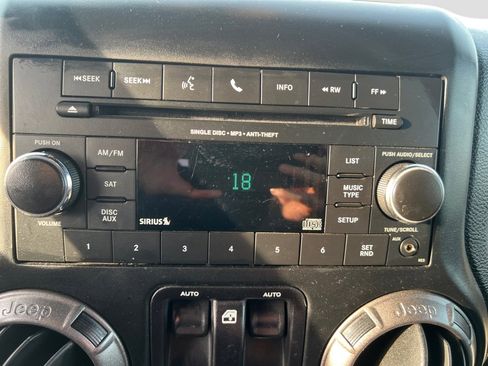 ⏮SEEK SEEK⏭ INFO ◀◀ RW FF ▶▶
TIME
SINGLE DISC • MP3 • ANTI-THEFT
PUSH ON
AM/FM
SAT
DISC
AUX
VOLUME
18
SIRIUS
LIST
MUSIC
TYPE
SETUP
PUSH AUDIO/SELECT
TUNE/SCROLL
AUX
1 2 3 4 5 6 SET
RND
AUTO AUTO
Jeep Jeep